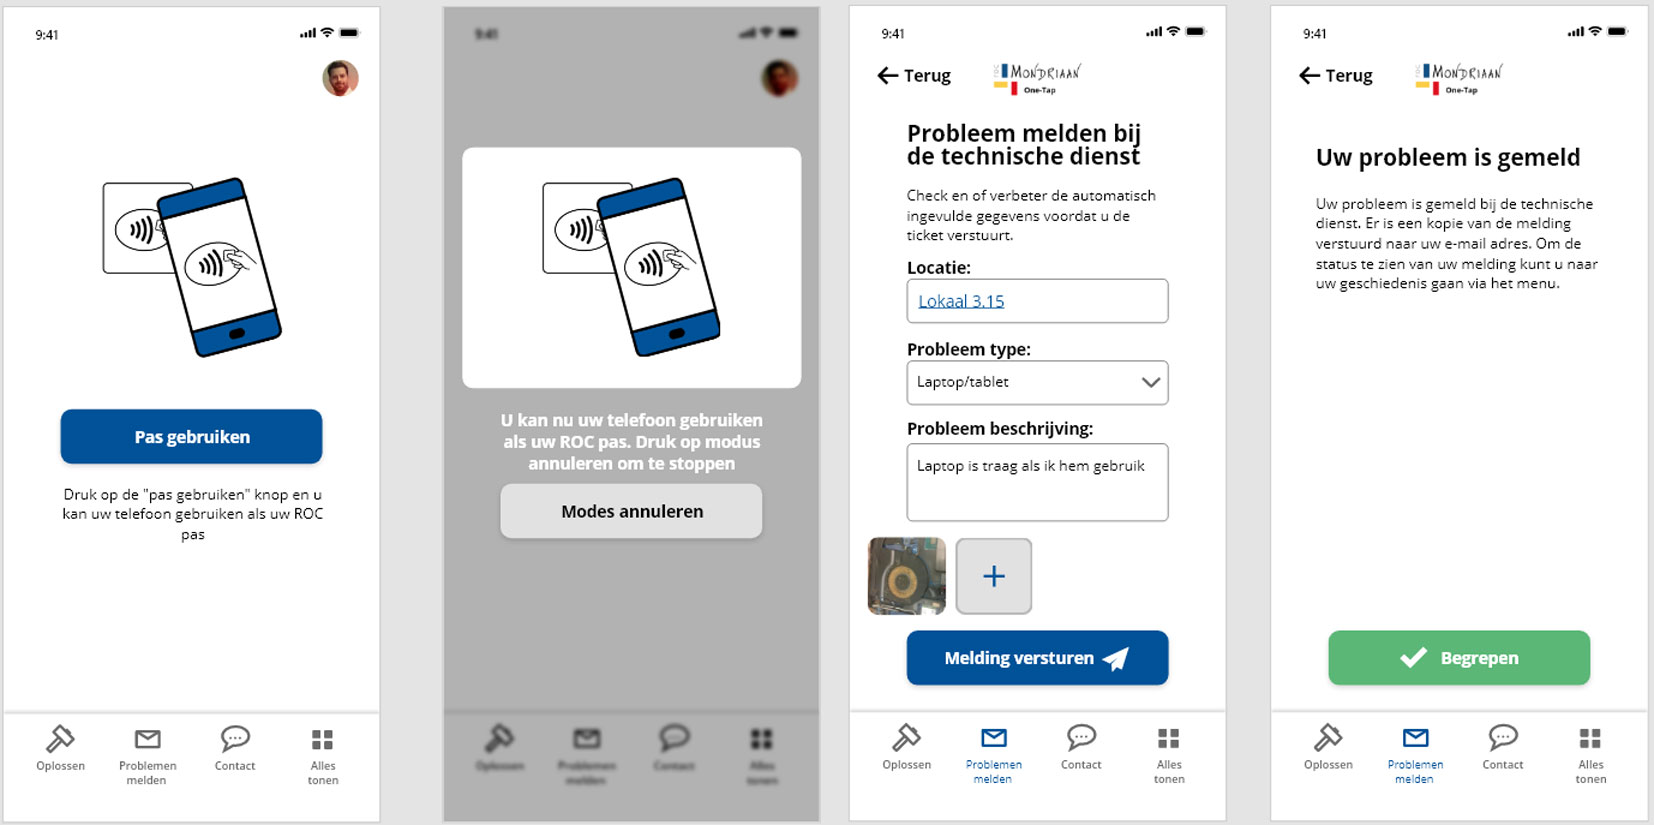 9:41
Pas gebruiken
Druk op de "pas gebruiken" knop en u
kan uw telefoon gebruiken als uw ROC
pas
Oplossen
Problemen
melden
Contact
Alles
tonen
9:41
U kan nu uw telefoon gebruiken
als uw ROC pas. Druk op modus
annuleren om te stoppen
Modes annuleren
Oplossen
Problemen
melden
Contact
Alles
tonen
9:41
Terug
ROC MONDRIAAN
One-Tap
Probleem melden bij
de technische dienst
Check en of verbeter de automatisch
ingevulde gegevens voordat u de
ticket verstuurt.
Locatie:
Lokaal 3.15
Probleem type:
Laptop/tablet
Probleem beschrijving:
Laptop is traag als ik hem gebruik
Melding versturen
Oplossen
Problemen
melden
Contact
Alles
tonen
9:41
Terug
ROC MONDRIAAN
One-Tap
Uw probleem is gemeld
Uw probleem is gemeld bij de technische
dienst. Er is een kopie van de melding
verstuurd naar uw e-mail adres. Om de
status te zien van uw melding kunt u naar
uw geschiedenis gaan via het menu.
Begrepen
Oplossen
Problemen
melden
Contact
Alles
tonen